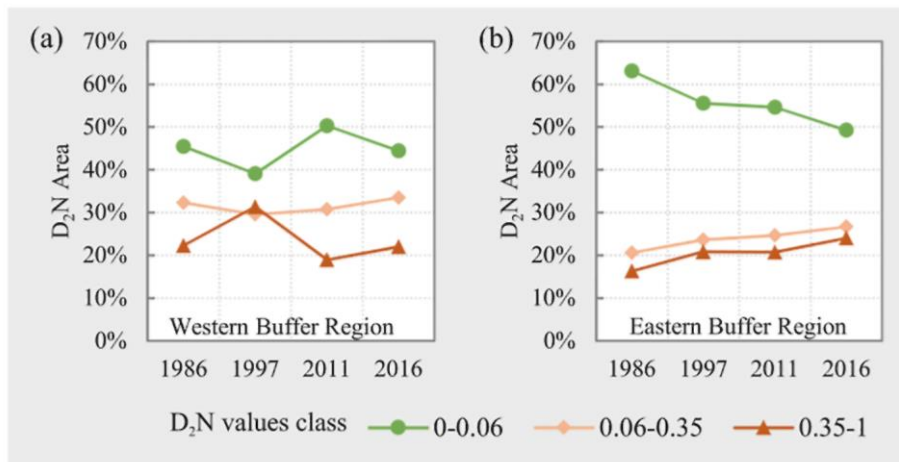 (a)
70%
60%
50%
40%
30%
20%
10%
0%
D₂N Area
Western Buffer Region
1986 1997 2011 2016
(b)
70%
60%
50%
40%
30%
20%
10%
0%
D₂N Area
Eastern Buffer Region
1986 1997 2011 2016
D₂N values class 0-0.06 0.06-0.35 0.35-1